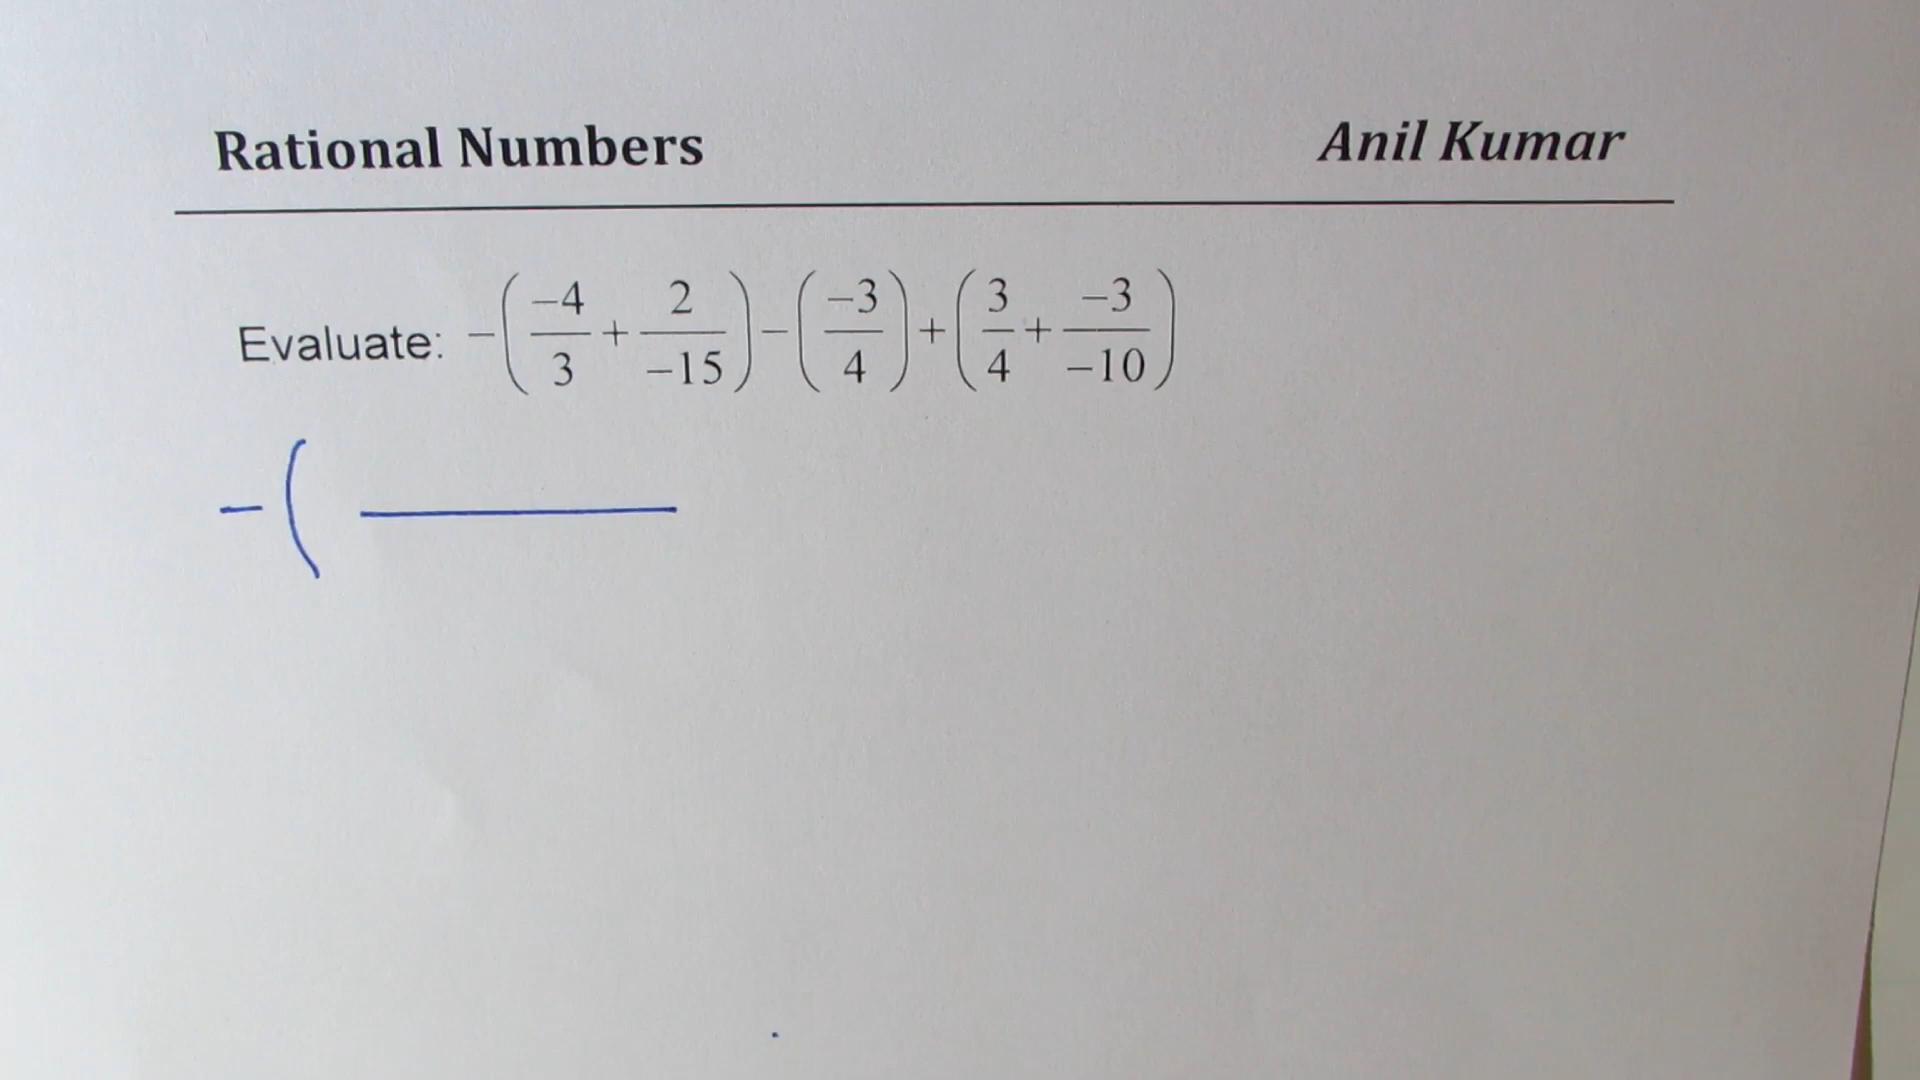 Rational Numbers Anil Kumar
Evaluate: −(−4/3 + 2/−15) − (−3/4) + (3/4 + −3/−10)
− (